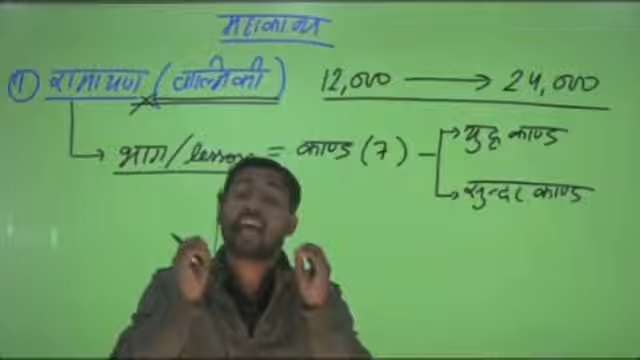 महाकाव्य
① रामायण (वाल्मीकी) 12,000 → 24,000
भाग/lesson = काण्ड (7) - → युद्ध काण्ड
→ सुन्दर काण्ड